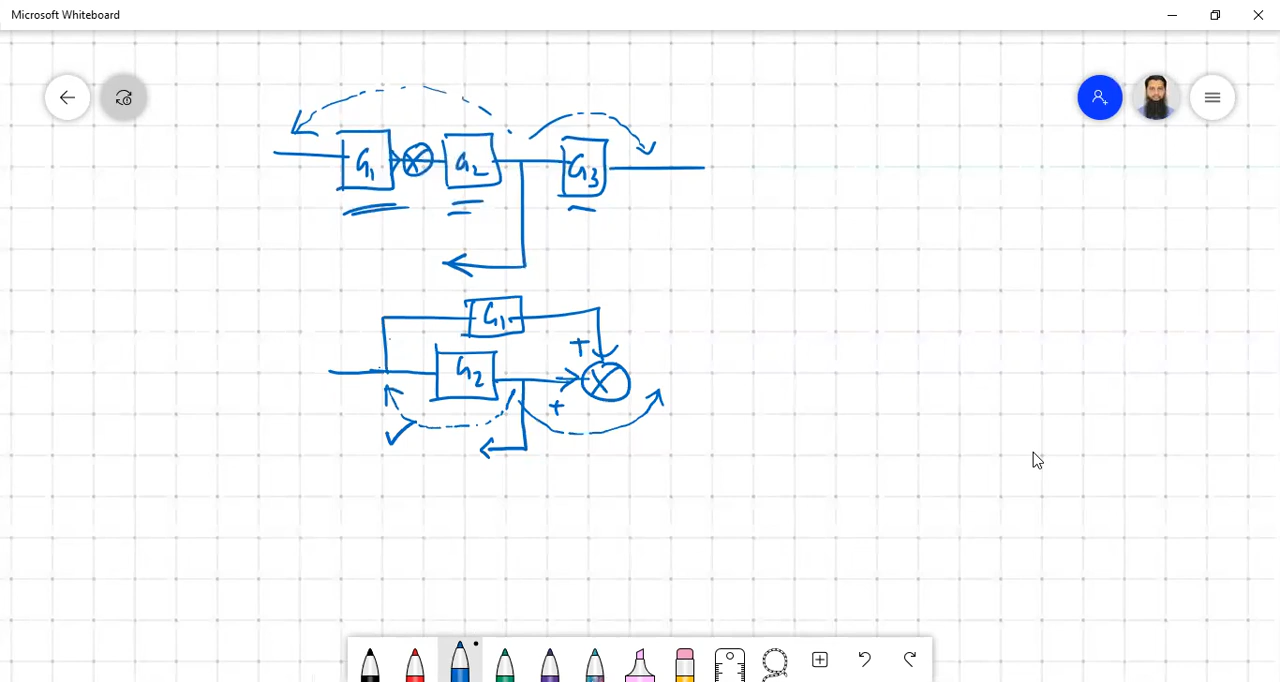 Microsoft Whiteboard
G₁ G₂ G₃
G₁
+
G₂
+